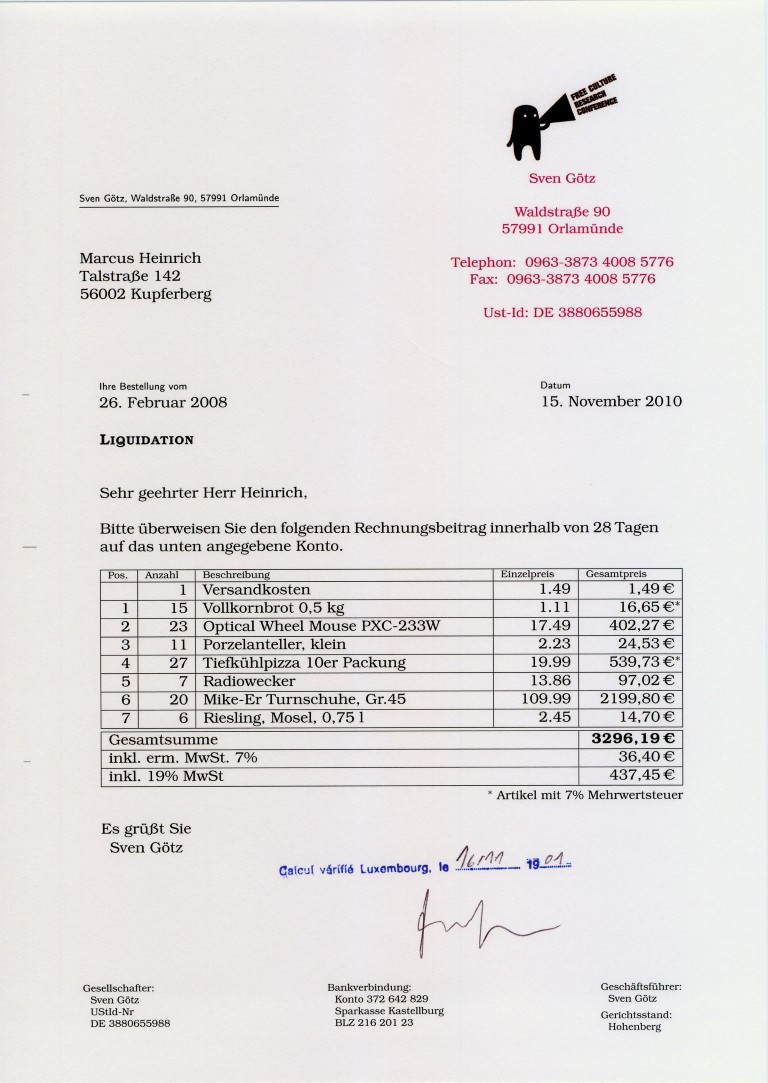 FREE CULTURE
RESEARCH
CONFERENCE
Sven Götz
Waldstraße 90
57991 Orlamünde
Telephon: 0963-3873 4008 5776
Fax: 0963-3873 4008 5776
Ust-Id: DE 3880655988
Sven Götz, Waldstraße 90, 57991 Orlamünde
Marcus Heinrich
Talstraße 142
56002 Kupferberg
Ihre Bestellung vom
26. Februar 2008
Datum
15. November 2010
LIQUIDATION
Sehr geehrter Herr Heinrich,
Bitte überweisen Sie den folgenden Rechnungsbeitrag innerhalb von 28 Tagen
auf das unten angegebene Konto.
Pos. Anzahl Beschreibung Einzelpreis Gesamtpreis
1 Versandkosten 1.49 1,49 €
1 15 Vollkornbrot 0,5 kg 1.11 16,65 €*
2 23 Optical Wheel Mouse PXC-233W 17.49 402,27 €
3 11 Porzelanteller, klein 2.23 24,53 €
4 27 Tiefkühlpizza 10er Packung 19.99 539,73 €*
5 7 Radiowecker 13.86 97,02 €
6 20 Mike-Er Turnschuhe, Gr.45 109.99 2199,80 €
7 6 Riesling, Mosel, 0,75 l 2.45 14,70 €
Gesamtsumme 3296,19 €
inkl. erm. MwSt. 7% 36,40 €
inkl. 19% MwSt 437,45 €
* Artikel mit 7% Mehrwertsteuer
Es grüßt Sie
Sven Götz
Calcul vérifié Luxembourg, le 16/11 19 01
Gesellschafter:
Sven Götz
UStId-Nr
DE 3880655988
Bankverbindung:
Konto 372 642 829
Sparkasse Kastellburg
BLZ 216 201 23
Geschäftsführer:
Sven Götz
Gerichtsstand:
Hohenberg